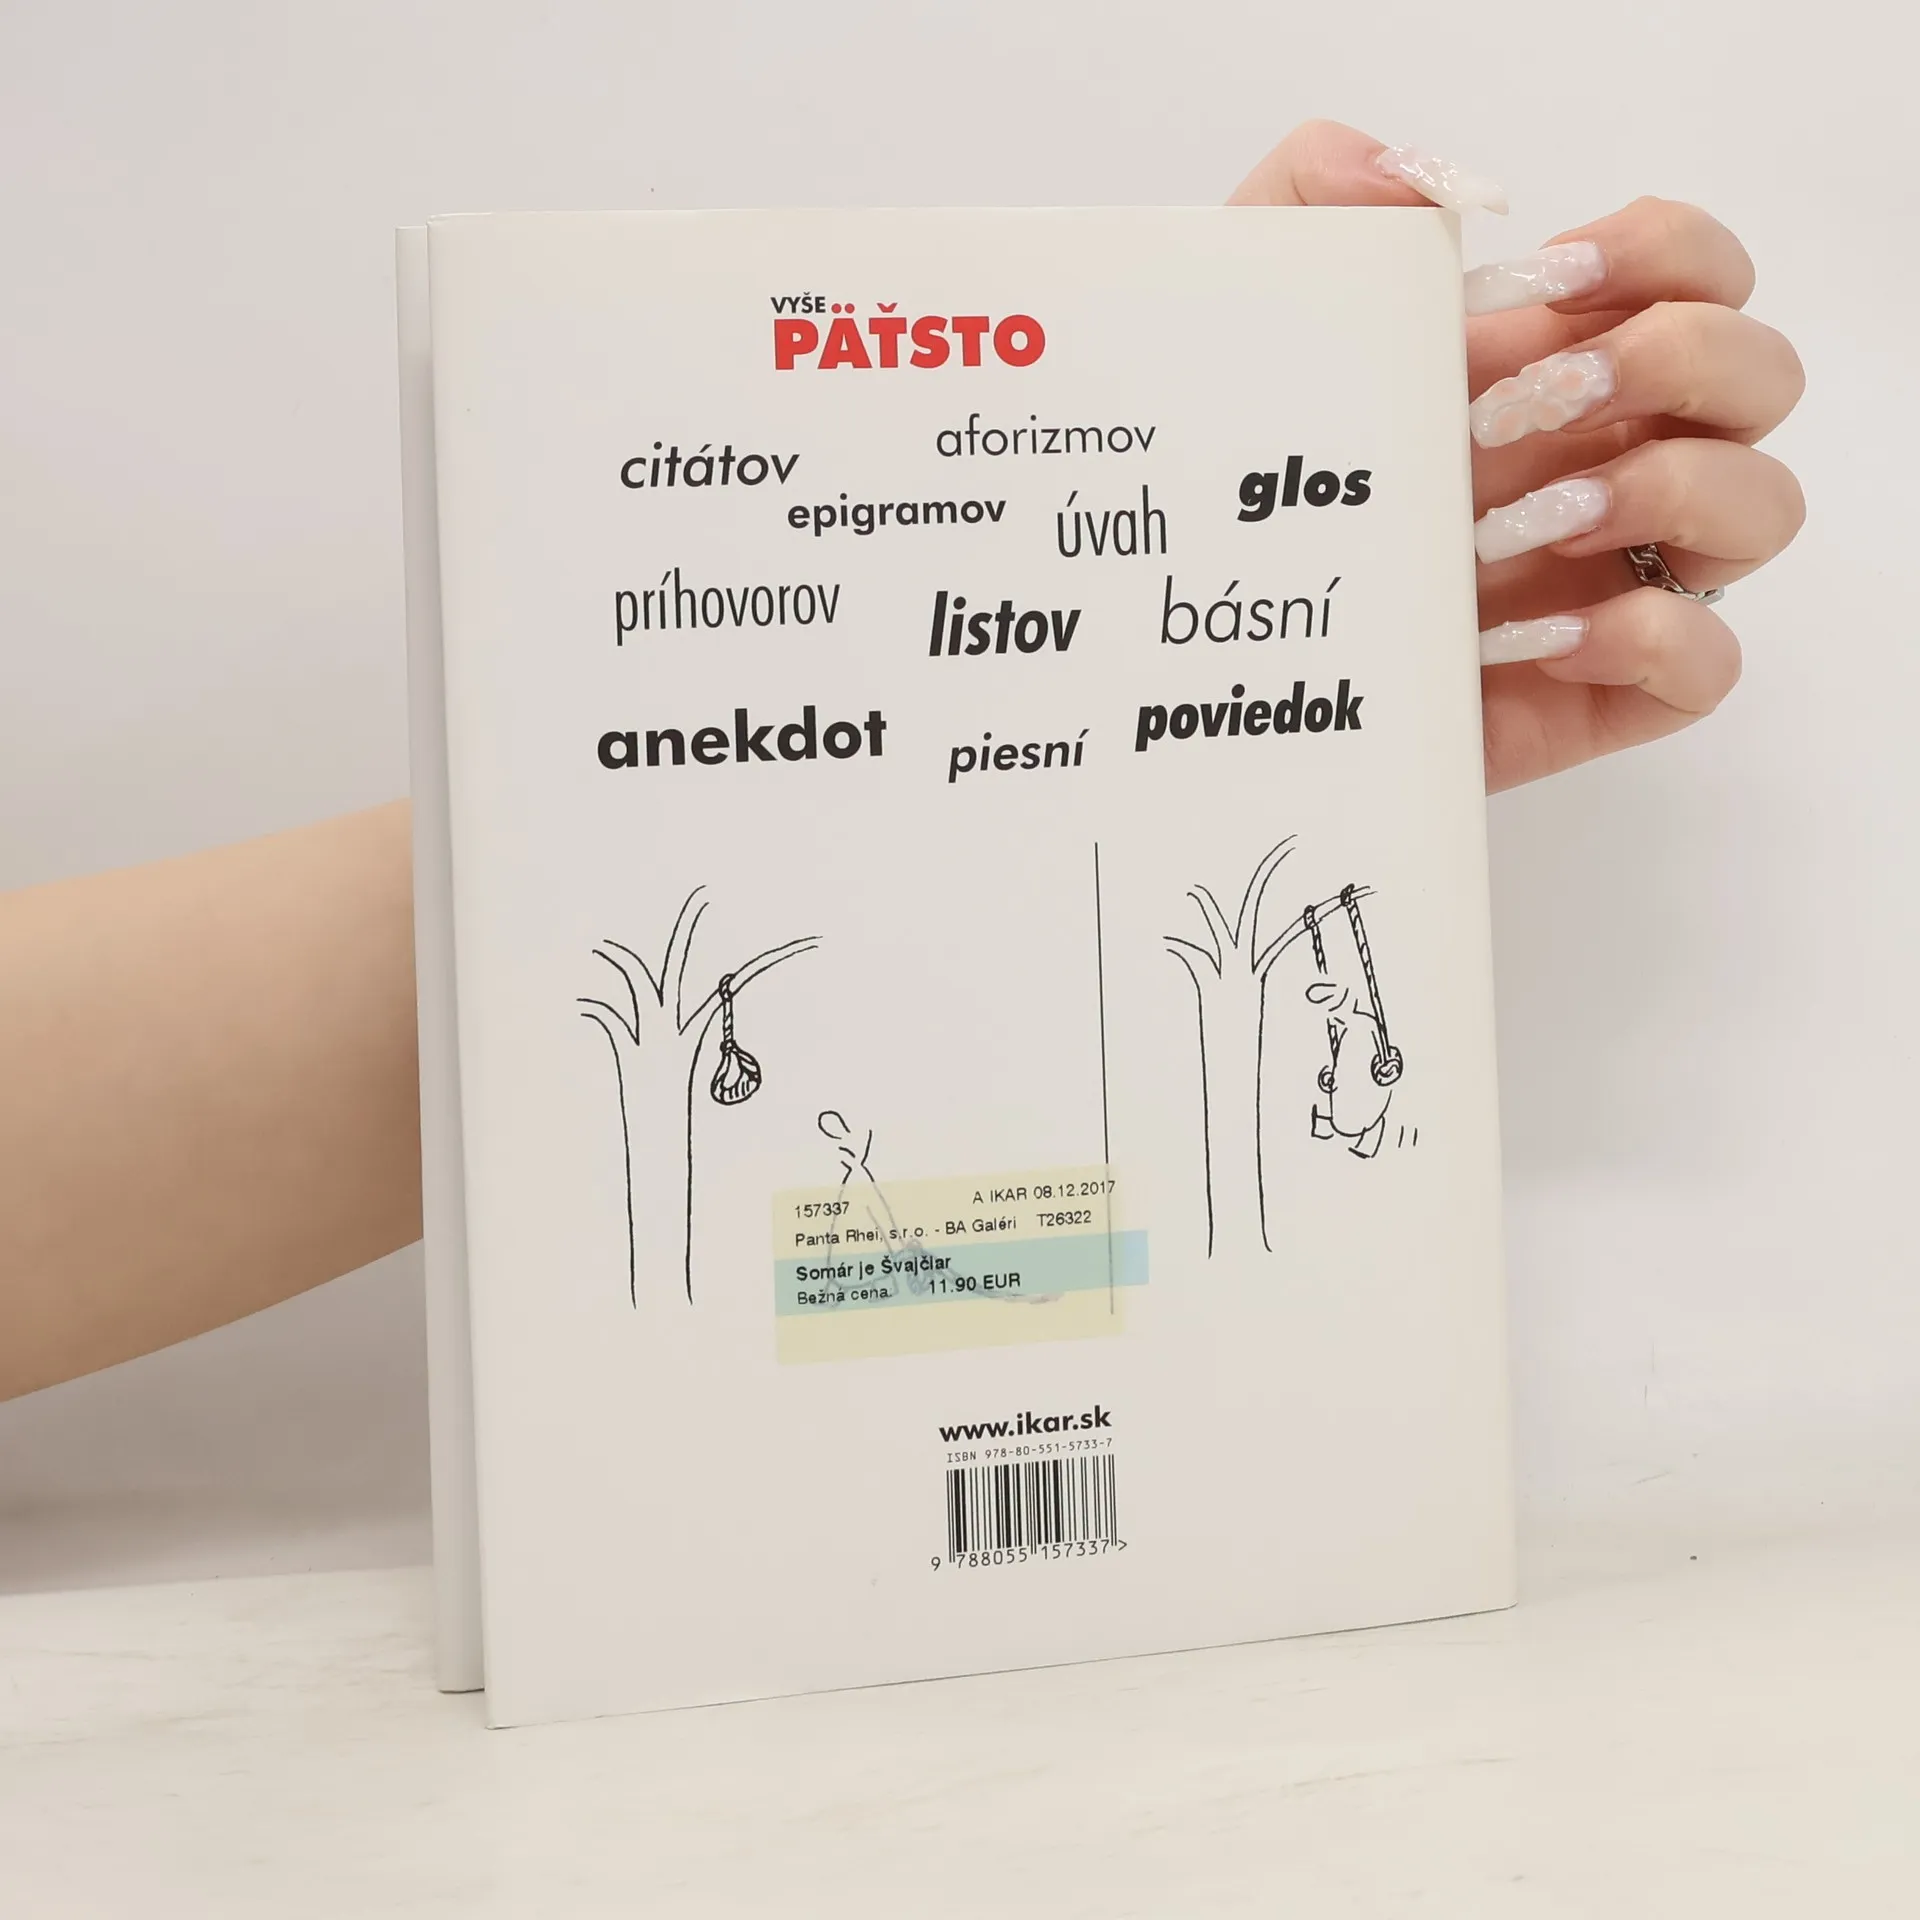 VYŠE
PÄŤSTO
citátov aforizmov
epigramov úvah glos
príhovorov listov básní
anekdot piesní poviedok
157337 A IKAR 08.12.2017
Panta Rhei, s.r.o. - BA Galéri T26322
Somár je Švajčlar
Bežná cena. 11.90 EUR
www.ikar.sk
ISBN 978-80-551-5733-7
9 788055 157337 >